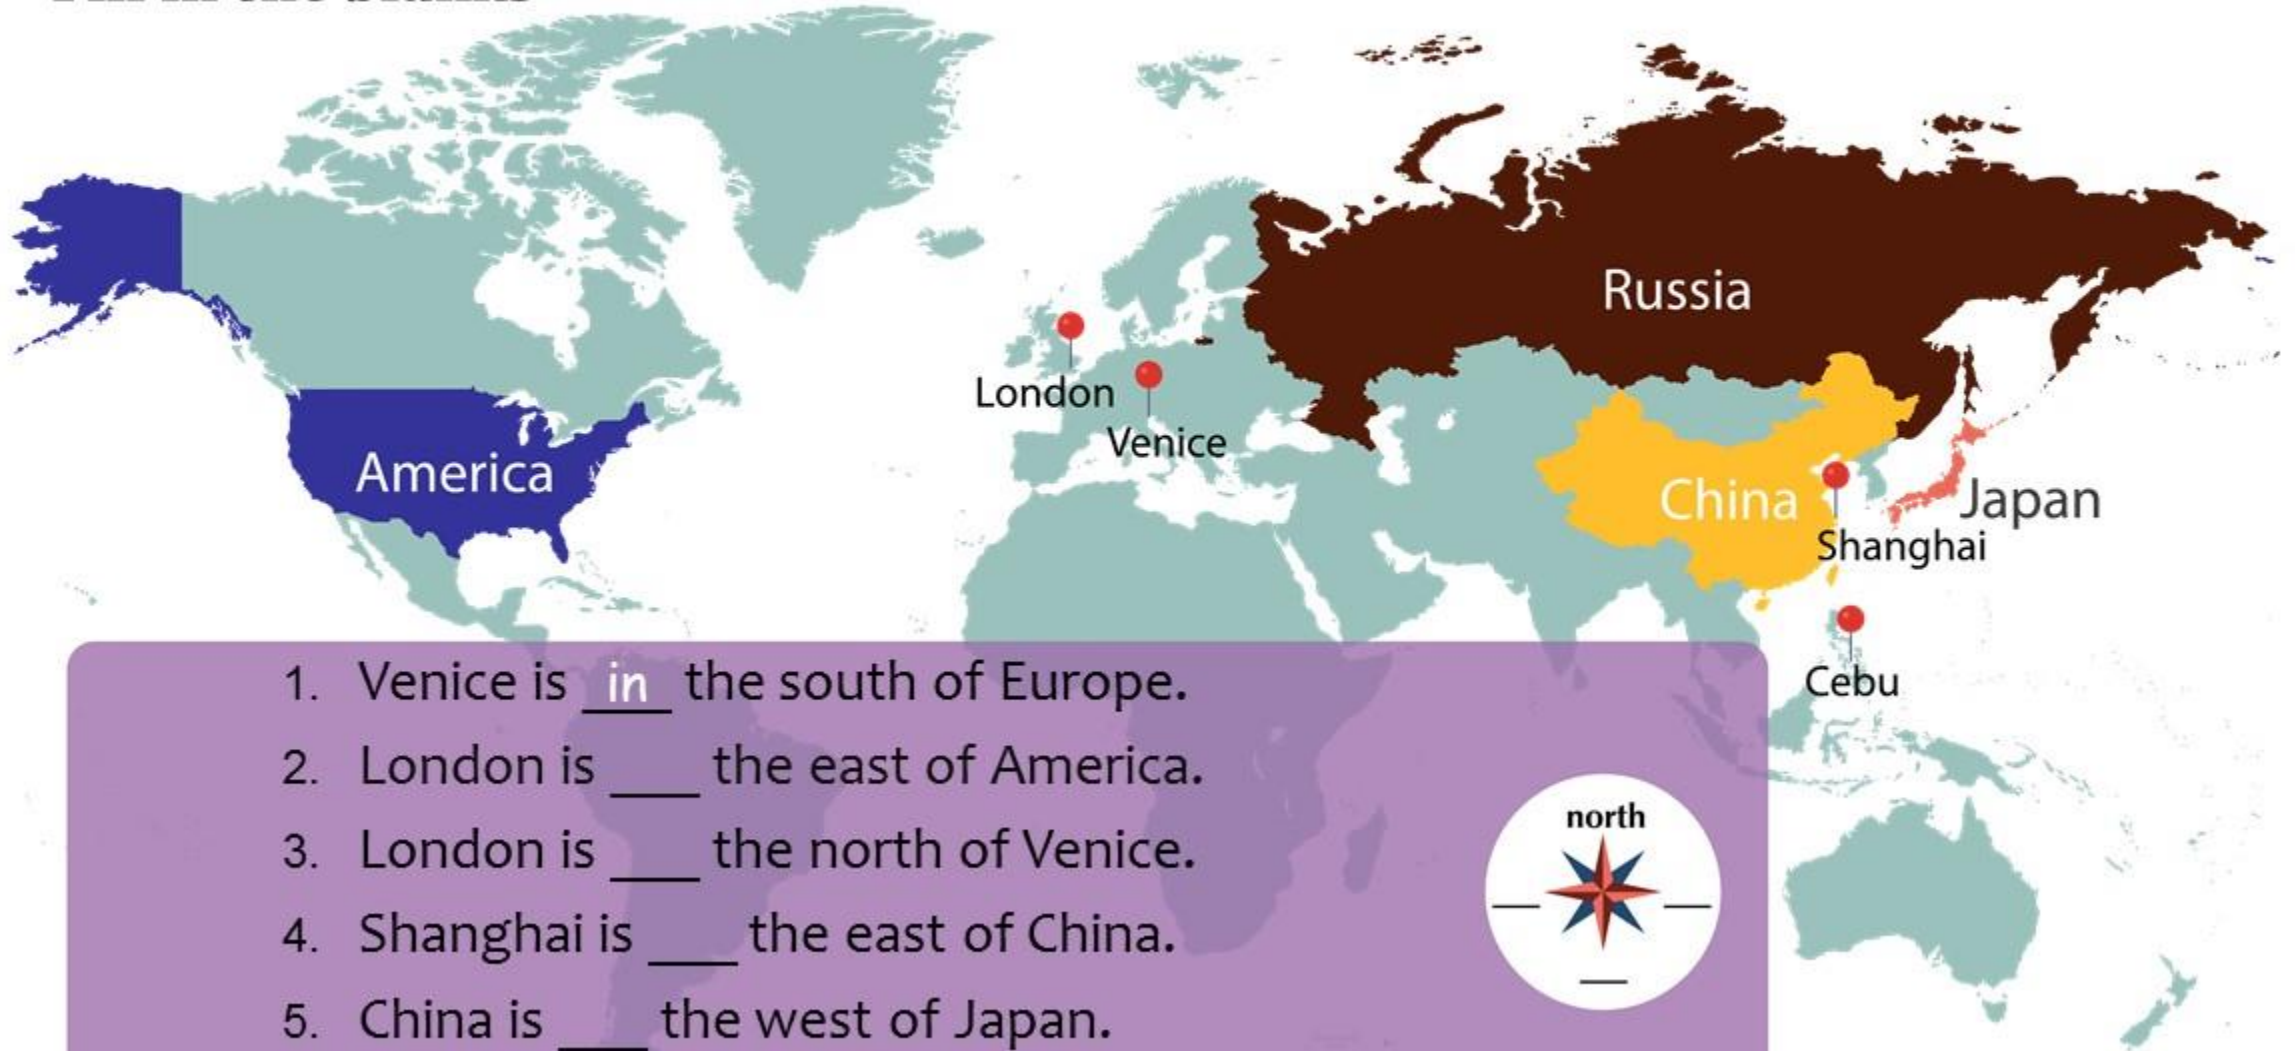 Russia
London
Venice
America
China
Japan
Shanghai
Cebu
1. Venice is in the south of Europe.
2. London is ___ the east of America.
3. London is ___ the north of Venice.
4. Shanghai is ___ the east of China.
5. China is ___ the west of Japan.
north